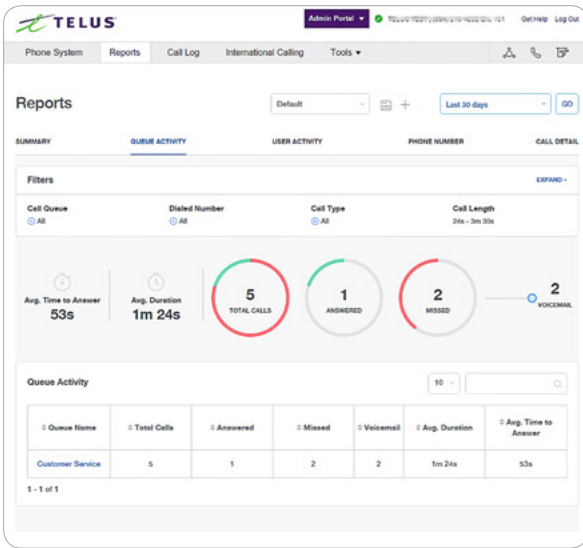 TELUS
Admin Portal
Get Help Log Out
Phone System Reports Call Log International Calling Tools
Reports
Default
Last 30 days
GO
SUMMARY QUEUE ACTIVITY USER ACTIVITY PHONE NUMBER CALL DETAIL
Filters EXPAND
Call Queue Dialed Number Call Type Call Length
All All All 24s - 3m 30s
Avg. Time to Answer
53s
Avg. Duration
1m 24s
5
TOTAL CALLS
1
ANSWERED
2
MISSED
2
VOICEMAIL
Queue Activity 10
Queue Name Total Calls Answered Missed Voicemail Avg. Duration Avg. Time to
Answer
Customer Service 5 1 2 2 1m 24s 53s
1 - 1 of 1